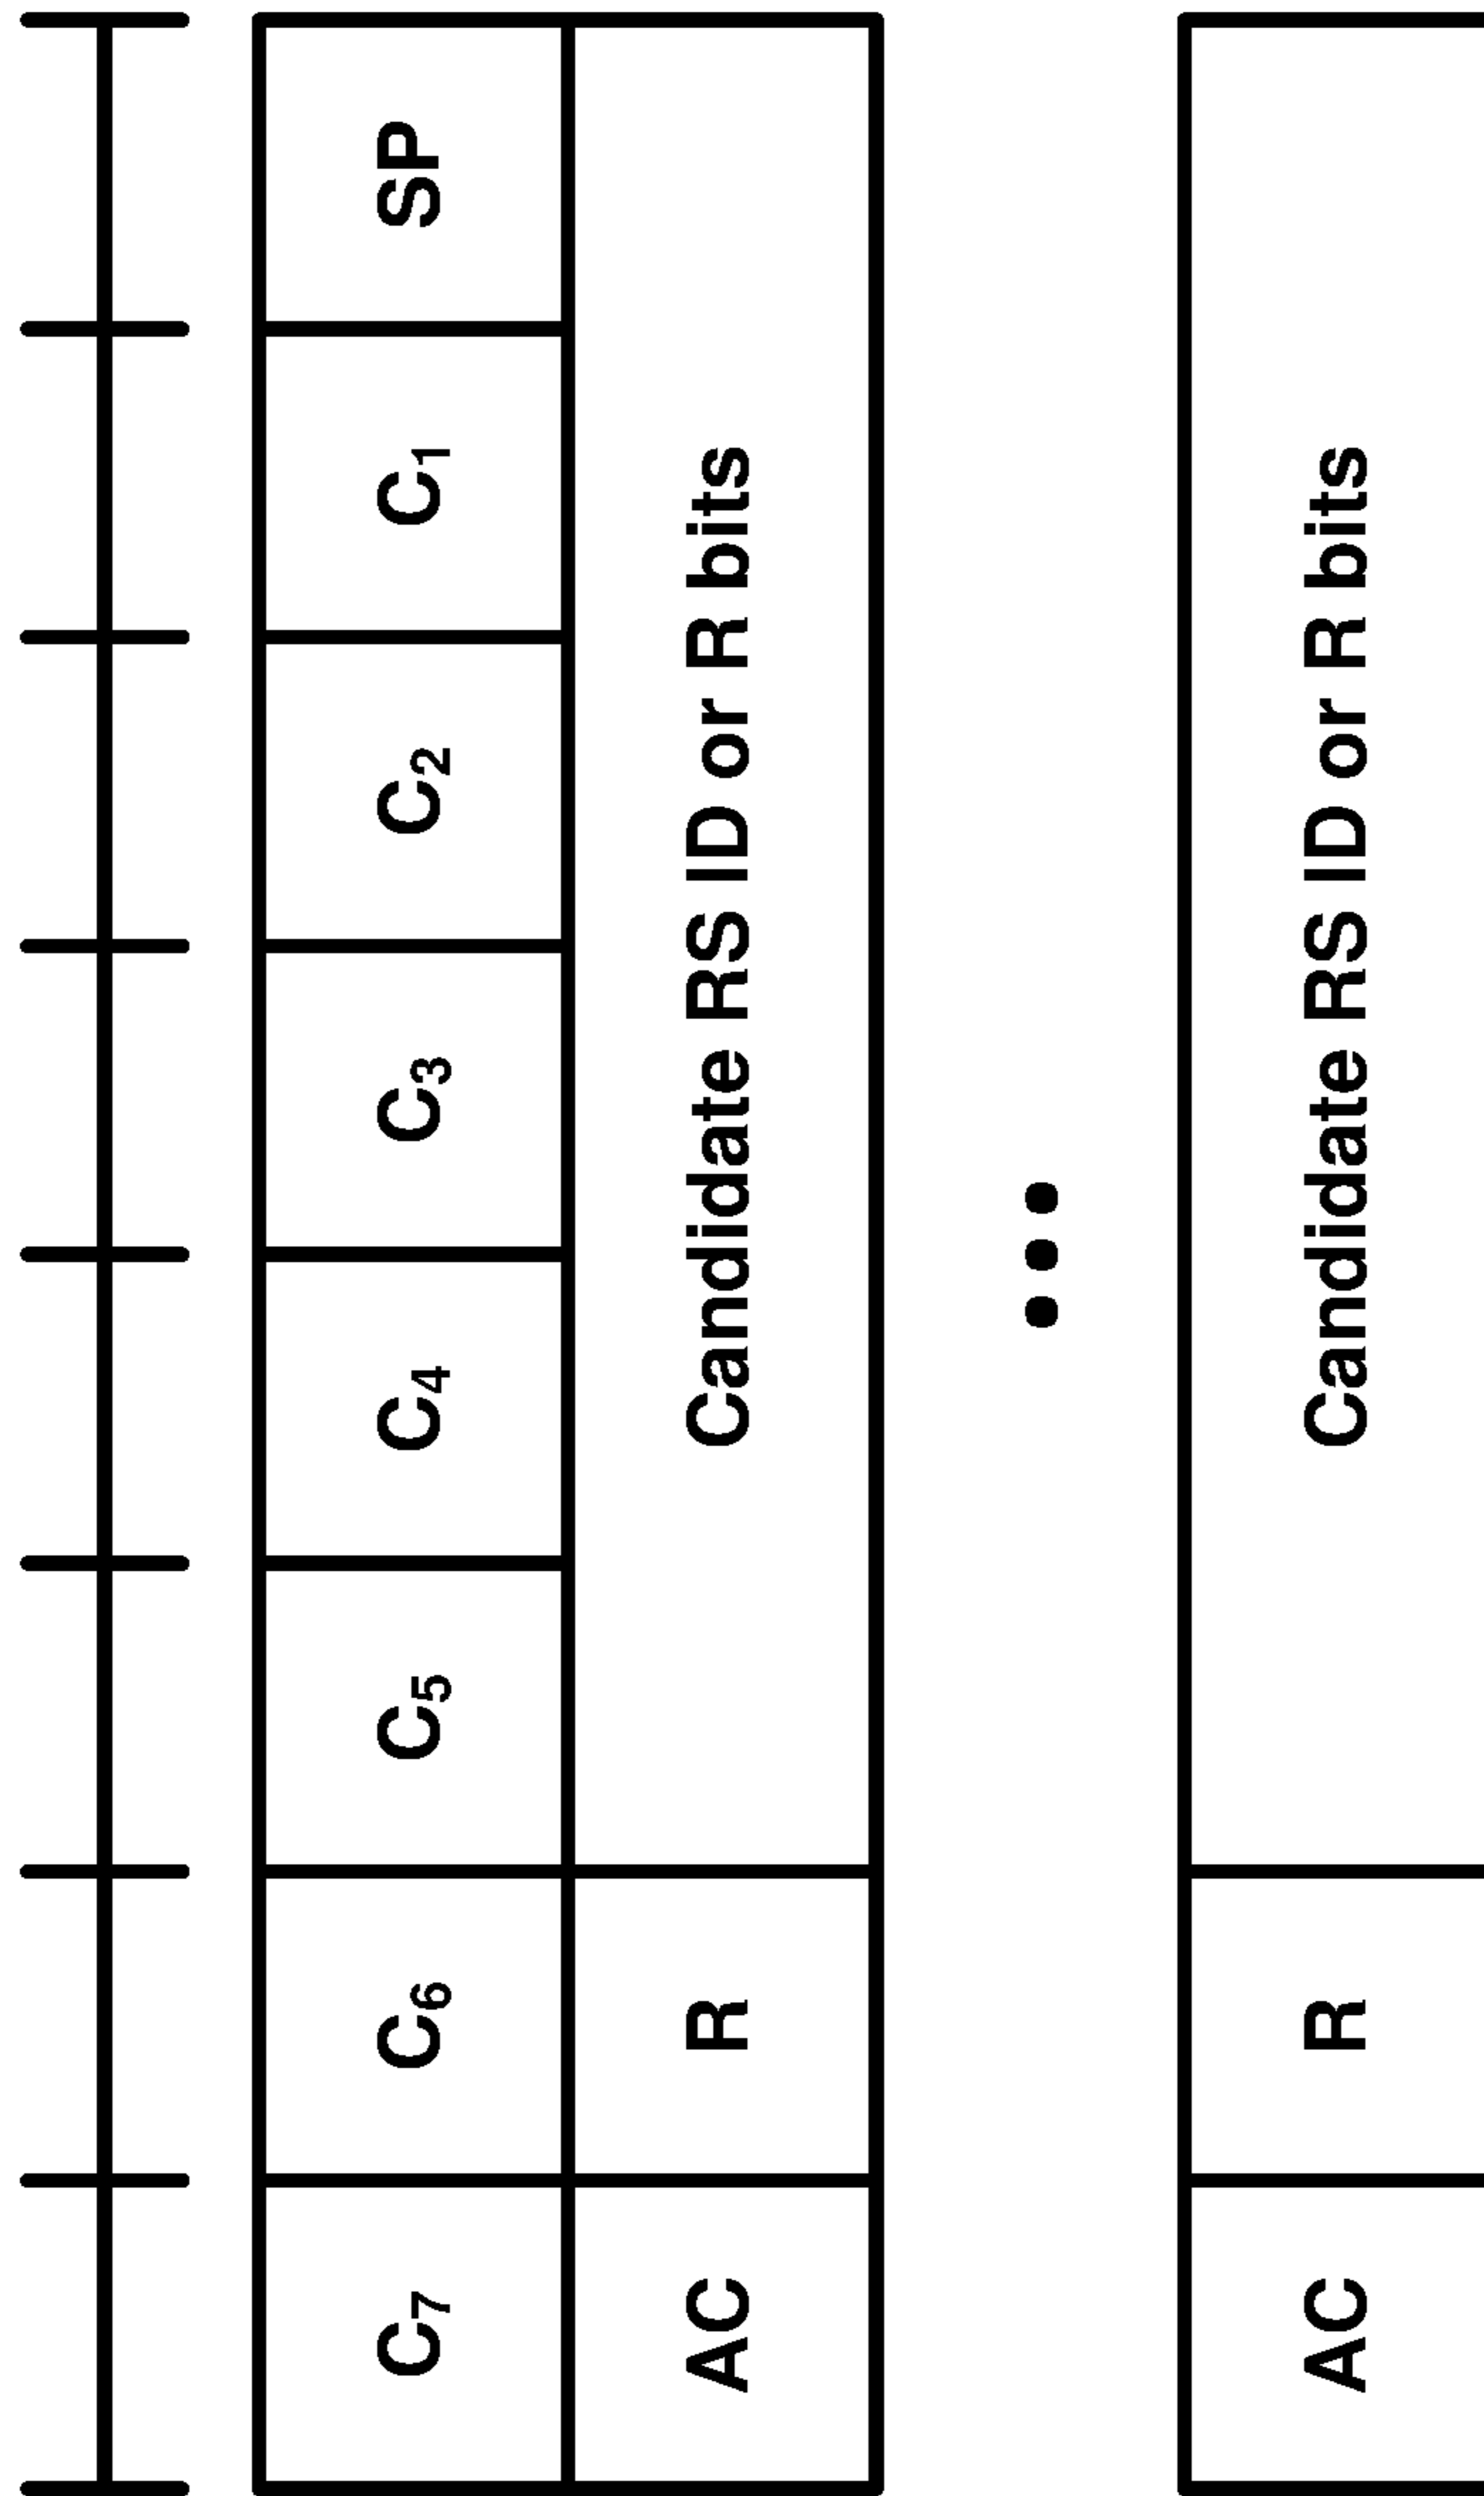 C₇ C₆ C₅ C₄ C₃ C₂ C₁ SP
AC R Candidate RS ID or R bits
•••
AC R Candidate RS ID or R bits